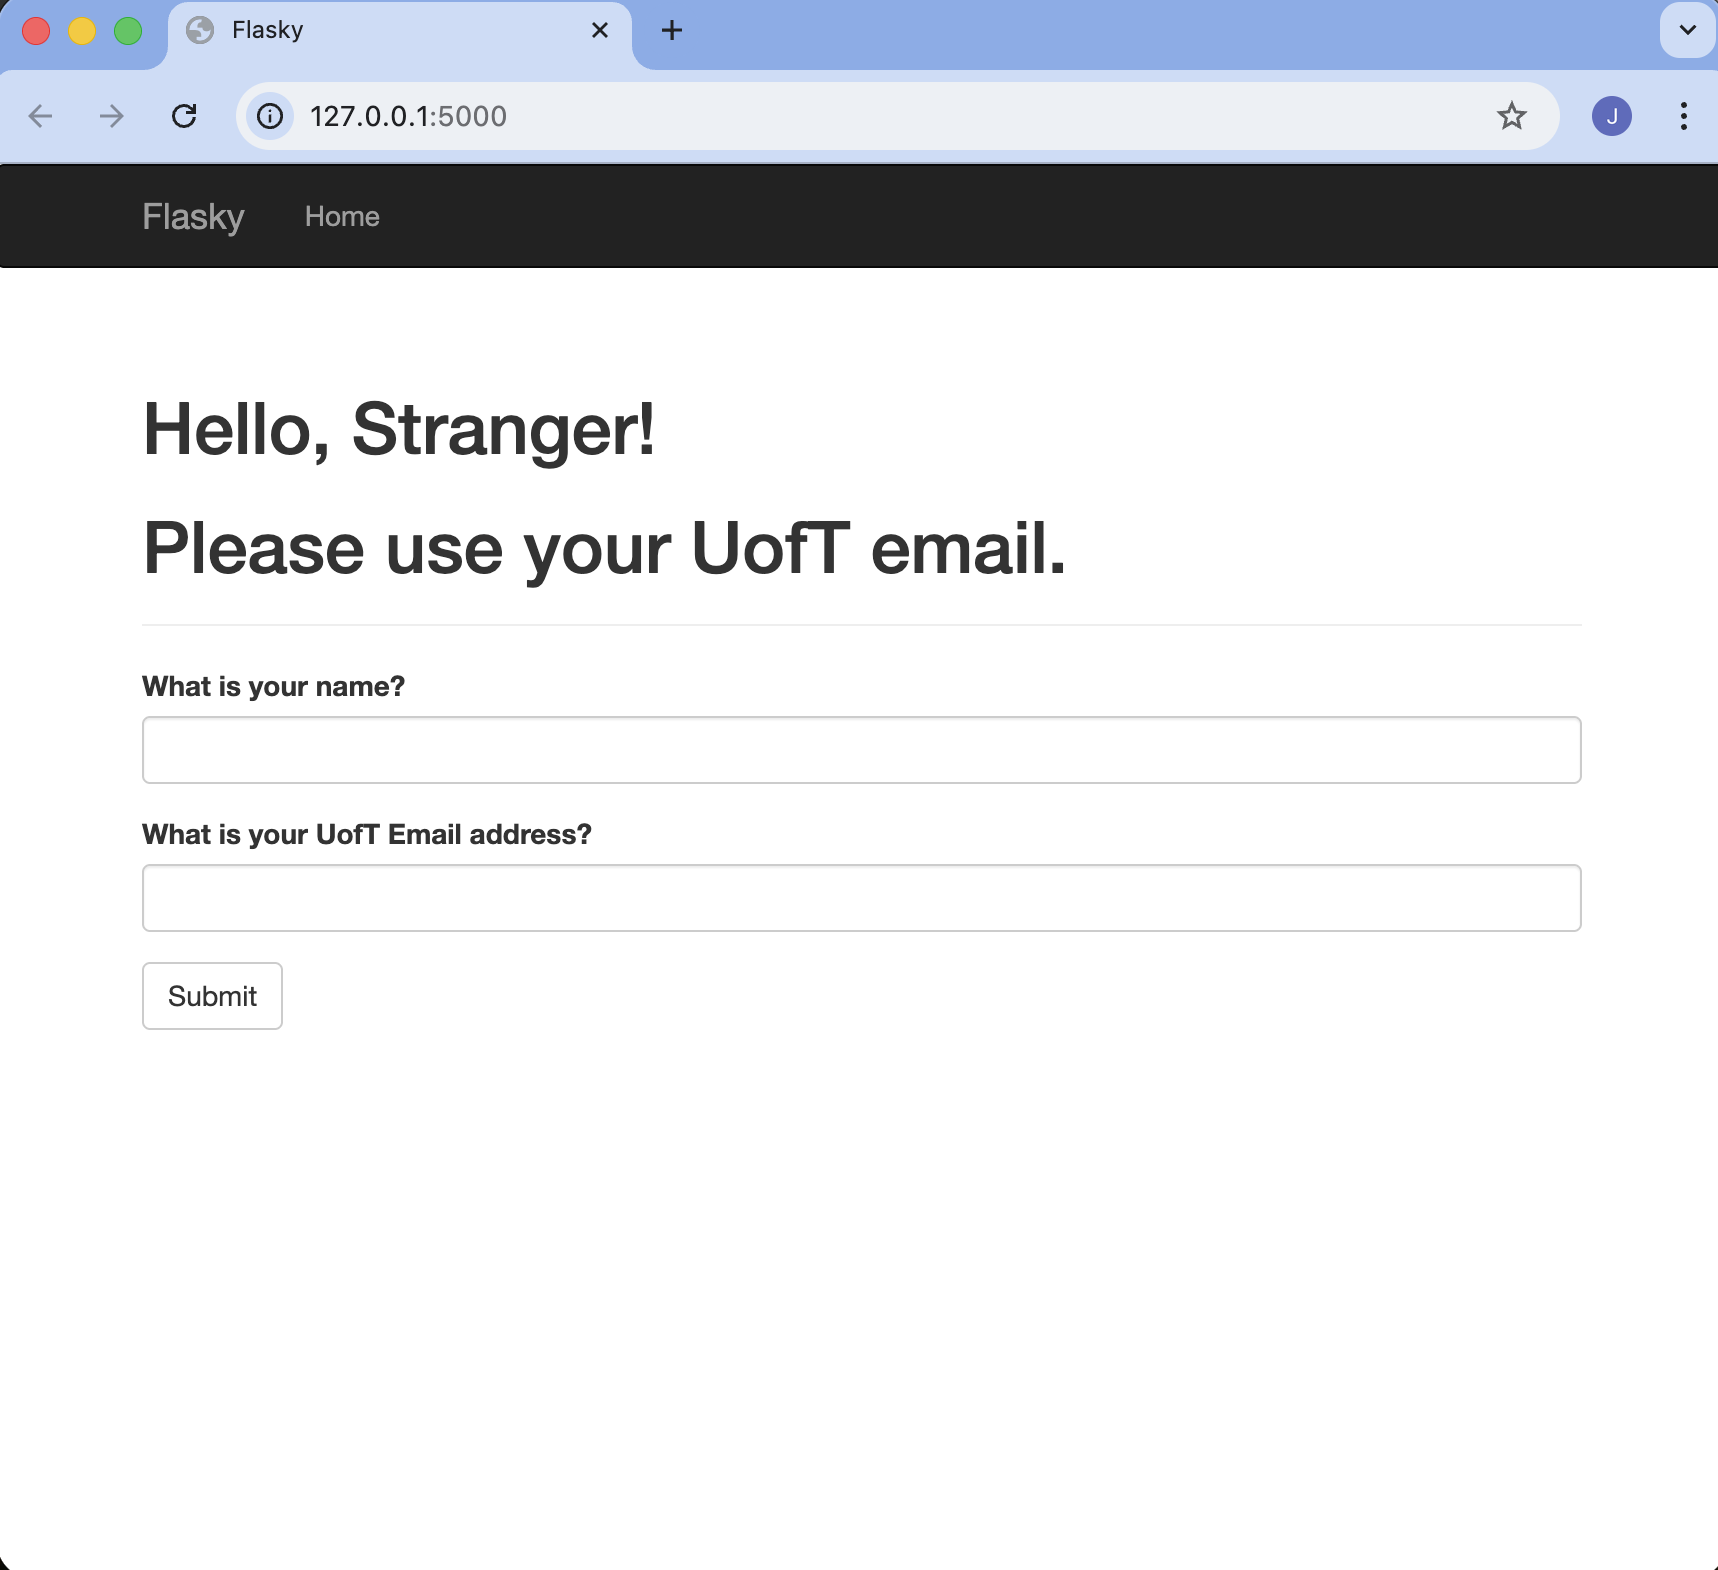 Flasky
127.0.0.1:5000
J
Flasky Home
Hello, Stranger!
Please use your UofT email.
What is your name?
What is your UofT Email address?
Submit